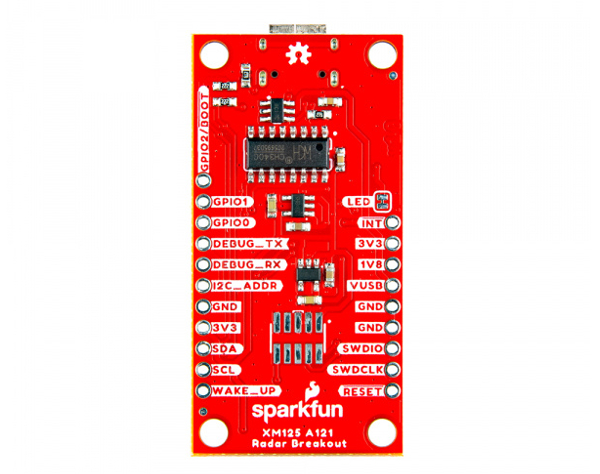 GPIO2/BOOT
CH340C
GPIO1
LED
GPIO0
INT
DEBUG_TX
3V3
DEBUG_RX
1V8
I2C_ADDR
VUSB
GND
GND
3V3
GND
SDA
SWDIO
SCL
SWDCLK
WAKE_UP
RESET
sparkfun
XM125 A121
Radar Breakout